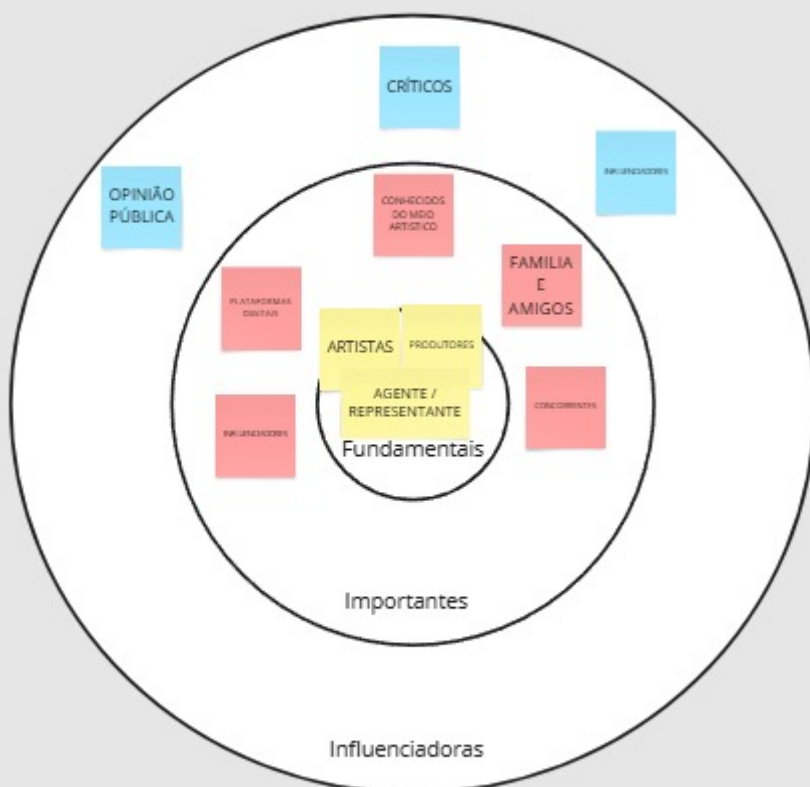 CRÍTICOS
INFLUENCIADORES
OPINIÃO
PÚBLICA
CONHECIDOS
DO MEIO
ARTISTICO
FAMILIA
E
AMIGOS
PLATAFORMAS
DIGITAIS
ARTISTAS
PRODUTORES
AGENTE /
REPRESENTANTE
CONCORRENTES
INFLUENCIADORES
Fundamentais
Importantes
Influenciadoras